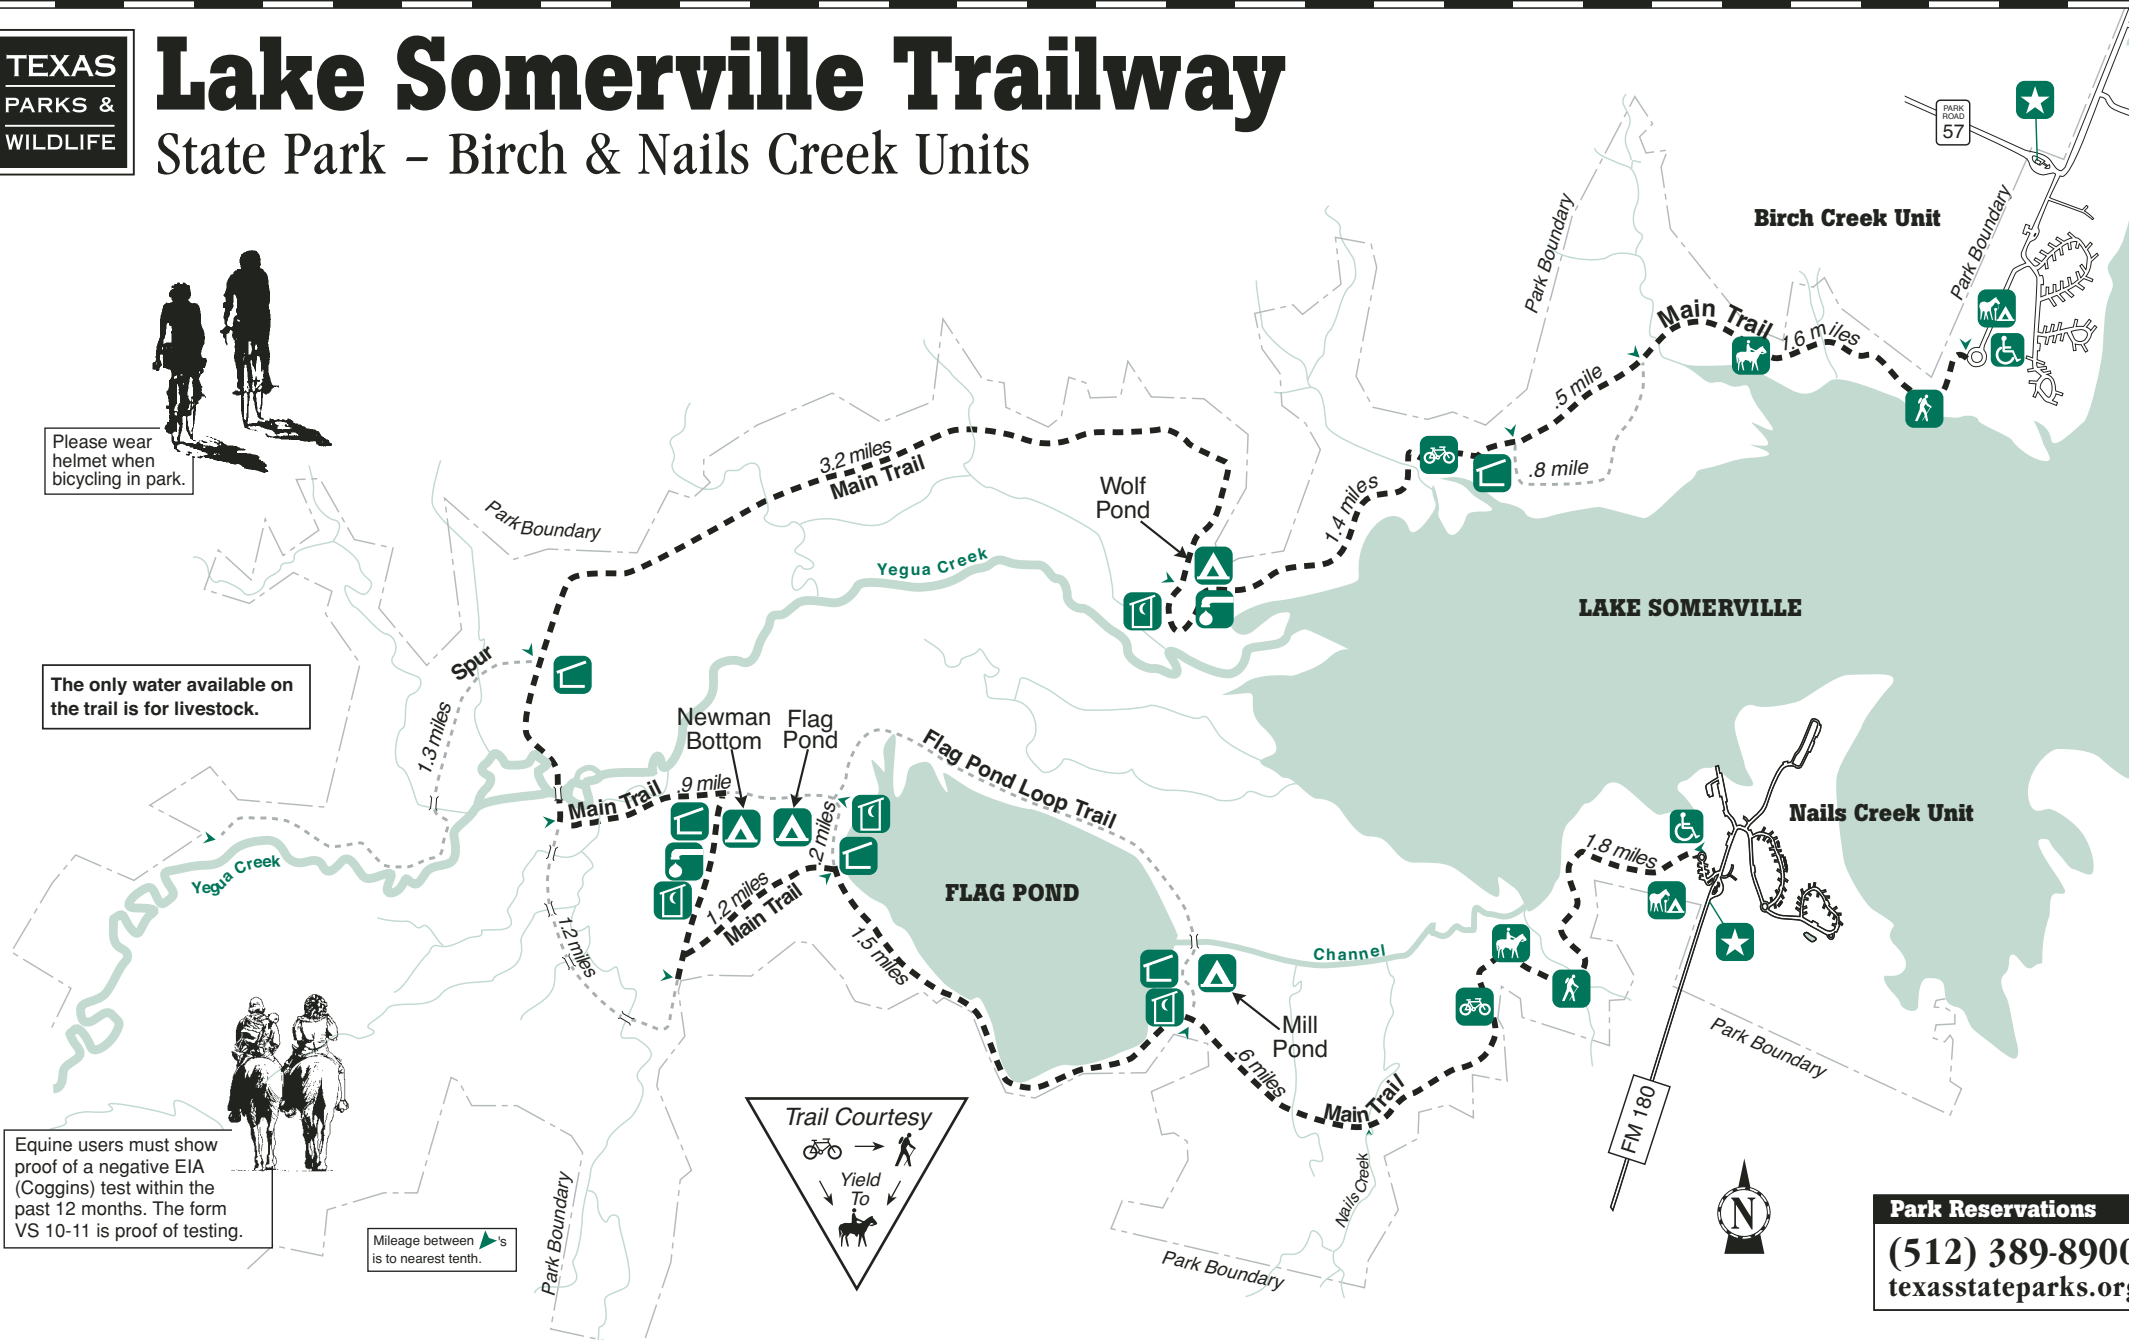 TEXAS
PARKS &
WILDLIFE
Lake Somerville Trailway
State Park – Birch & Nails Creek Units
PARK
ROAD
57
Birch Creek Unit
Park Boundary
Park Boundary
Main Trail
1.6 miles
.5 mile
.8 mile
1.4 miles
Please wear
helmet when
bicycling in park.
3.2 miles
Main Trail
Park Boundary
Wolf
Pond
Yegua Creek
LAKE SOMERVILLE
The only water available on
the trail is for livestock.
Spur
1.3 miles
Newman
Bottom
Flag
Pond
Main Trail
.9 mile
Flag Pond Loop Trail
.2 miles
Yegua Creek
FLAG POND
1.2 miles
Main Trail
1.2 miles
1.5 miles
Nails Creek Unit
1.8 miles
Channel
Mill
Pond
.6 miles
Main Trail
Park Boundary
FM 180
Nails Creek
Park Boundary
Park Boundary
Equine users must show
proof of a negative EIA
(Coggins) test within the
past 12 months. The form
VS 10-11 is proof of testing.
Mileage between 's
is to nearest tenth.
Trail Courtesy
Yield
To
N
Park Reservations
(512) 389-8900
texasstateparks.org